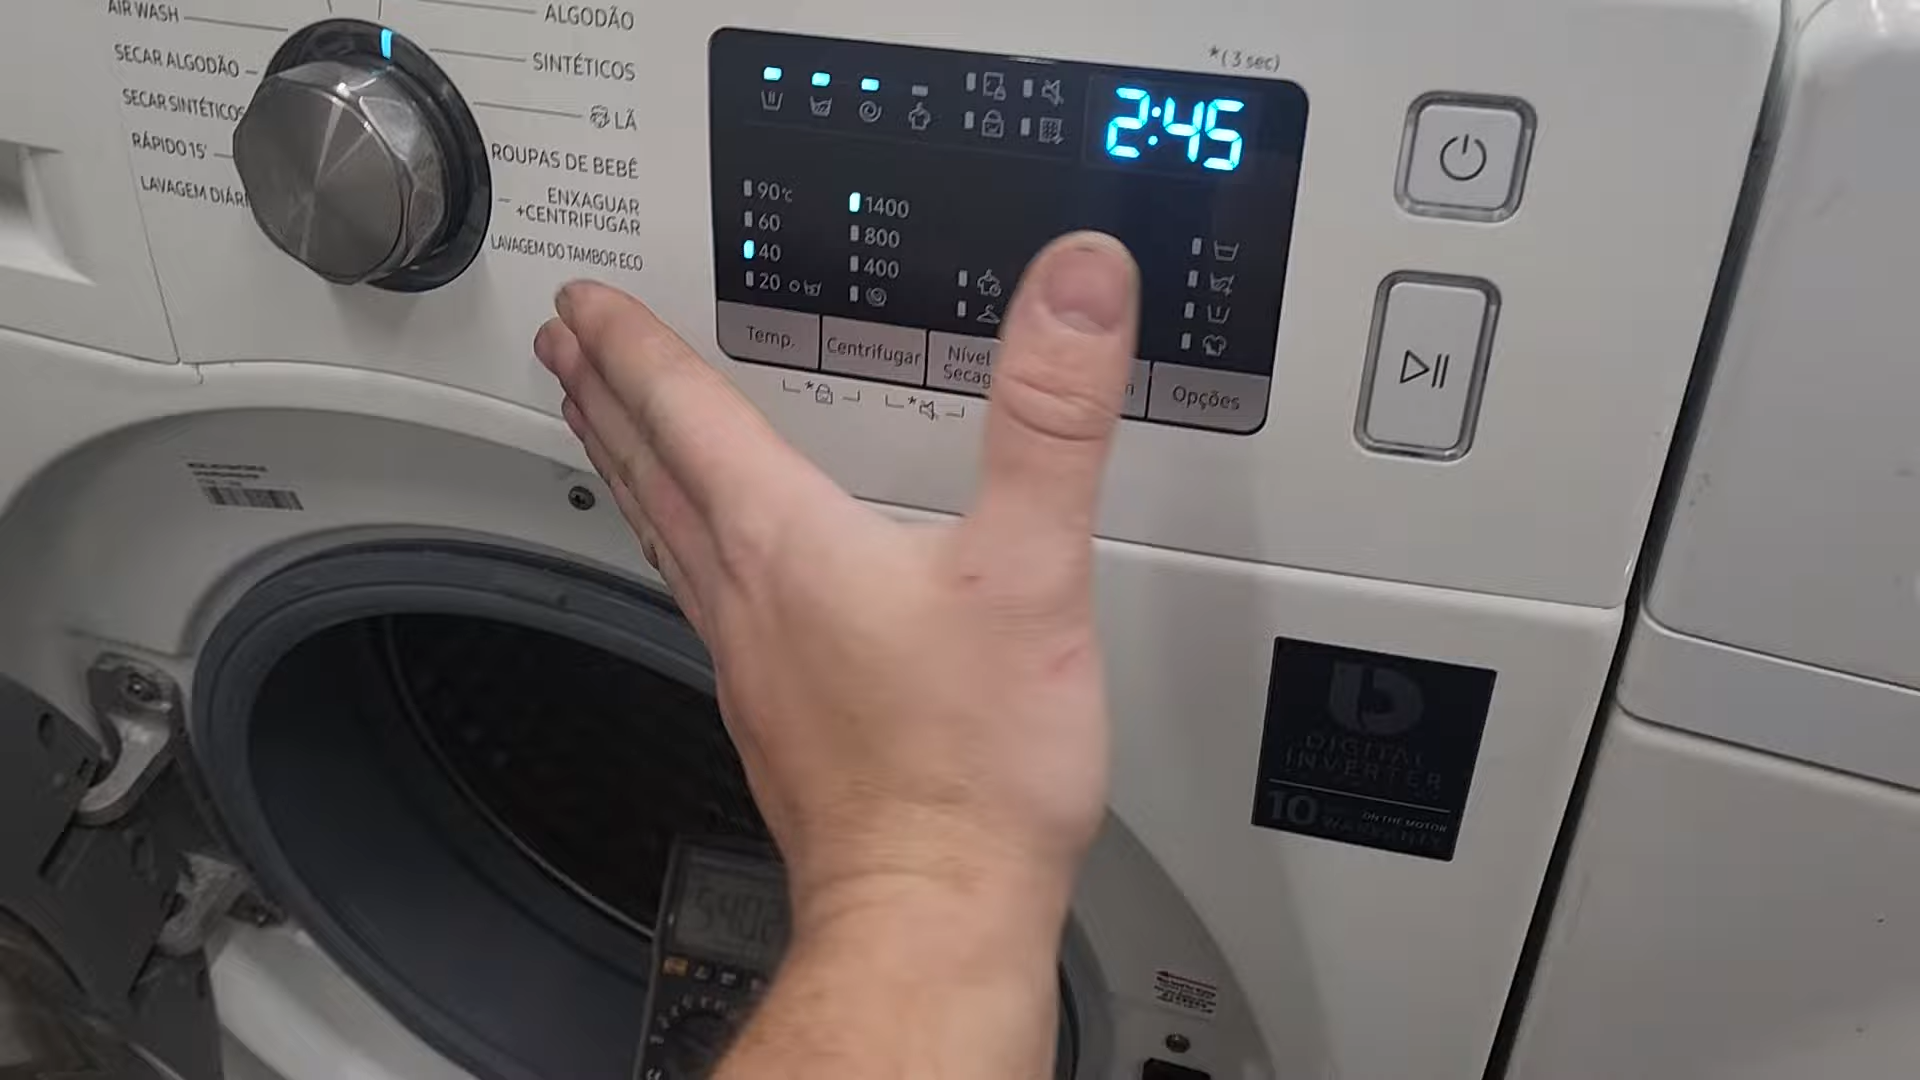 AIR WASH
SECAR ALGODÃO
SECAR SINTÉTICOS
RÁPIDO 15'
LAVAGEM DIÁRI
ALGODÃO
SINTÉTICOS
LÃ
ROUPAS DE BEBÊ
ENXAGUAR
+CENTRIFUGAR
LAVAGEM DO TAMBOR ECO
*(3 sec)
2:45
90℃
60
40
20
1400
800
400
Temp.
Centrifugar
Nível
Secag
n
Opções
*
*
DIGITAL
INVERTER
10
ON THE MOTOR
WARRANTY
5402